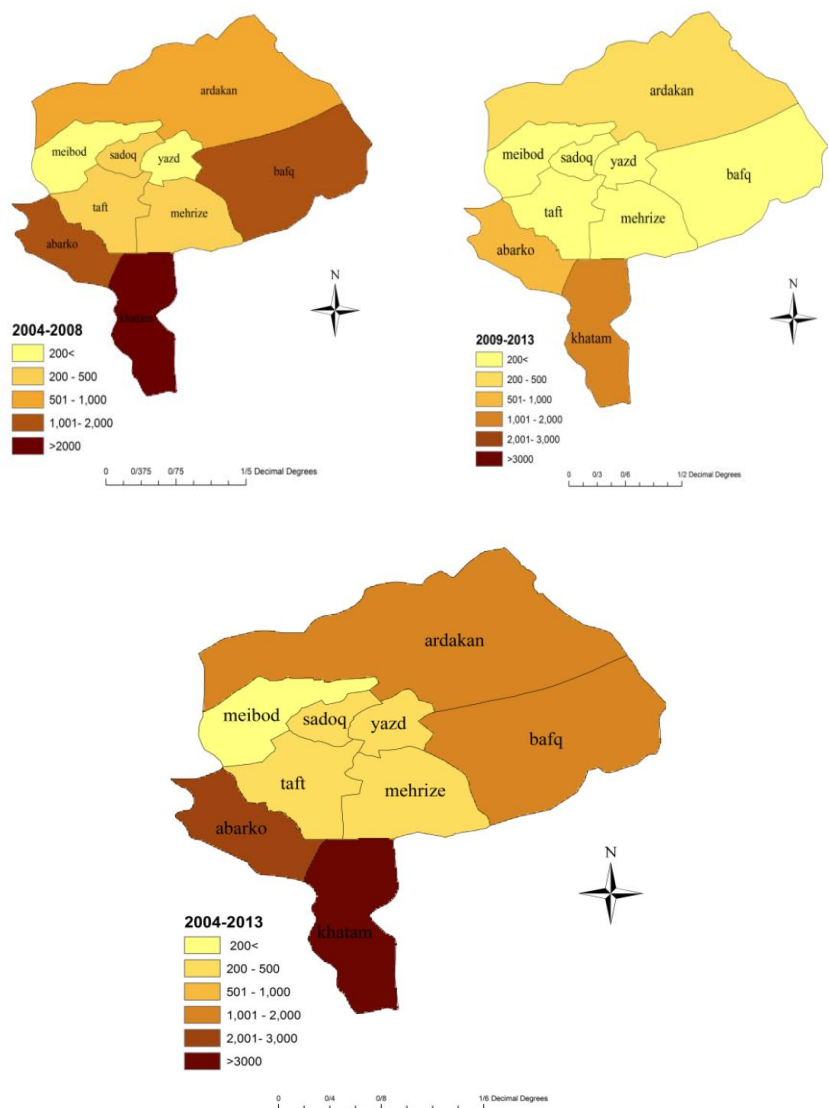 ardakan
meibod
sadoq
yazd
bafq
taft
mehrize
abarko
khatam
N
2004-2008
200<
200 - 500
501 - 1,000
1,001- 2,000
>2000
0 0/375 0/75 1/5 Decimal Degrees
ardakan
meibod
sadoq
yazd
bafq
taft
mehrize
abarko
khatam
N
2009-2013
200<
200 - 500
501- 1,000
1,001 - 2,000
2,001- 3,000
>3000
0 0/3 0/6 1/2 Decimal Degrees
ardakan
meibod
sadoq
yazd
bafq
taft
mehrize
abarko
khatam
N
2004-2013
200<
200 - 500
501 - 1,000
1,001 - 2,000
2,001- 3,000
>3000
0 0/4 0/8 1/6 Decimal Degrees